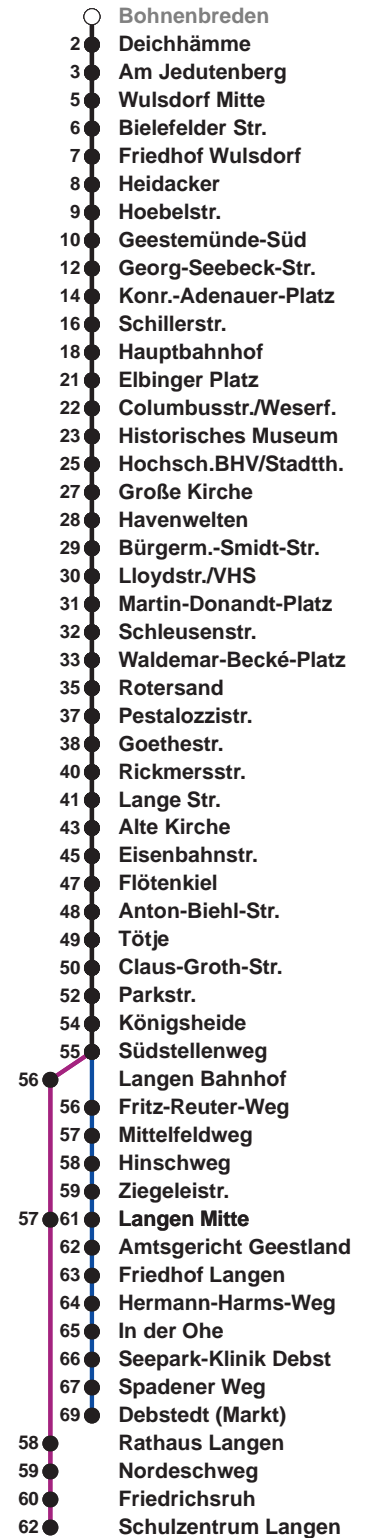 Bohnenbreden
2 Deichhämme
3 Am Jedutenberg
5 Wulsdorf Mitte
6 Bielefelder Str.
7 Friedhof Wulsdorf
8 Heidacker
9 Hoebelstr.
10 Geestemünde-Süd
12 Georg-Seebeck-Str.
14 Konr.-Adenauer-Platz
16 Schillerstr.
18 Hauptbahnhof
21 Elbinger Platz
22 Columbusstr./Weserf.
23 Historisches Museum
25 Hochsch.BHV/Stadtth.
27 Große Kirche
28 Havenwelten
29 Bürgerm.-Smidt-Str.
30 Lloydstr./VHS
31 Martin-Donandt-Platz
32 Schleusenstr.
33 Waldemar-Becké-Platz
35 Rotersand
37 Pestalozzistr.
38 Goethestr.
40 Rickmersstr.
41 Lange Str.
43 Alte Kirche
45 Eisenbahnstr.
47 Flötenkiel
48 Anton-Biehl-Str.
49 Tötje
50 Claus-Groth-Str.
52 Parkstr.
54 Königsheide
55 Südstellenweg
56 Langen Bahnhof
56 Fritz-Reuter-Weg
57 Mittelfeldweg
58 Hinschweg
59 Ziegeleistr.
57 61 Langen Mitte
62 Amtsgericht Geestland
63 Friedhof Langen
64 Hermann-Harms-Weg
65 In der Ohe
66 Seepark-Klinik Debst
67 Spadener Weg
69 Debstedt (Markt)
58 Rathaus Langen
59 Nordeschweg
60 Friedrichsruh
62 Schulzentrum Langen